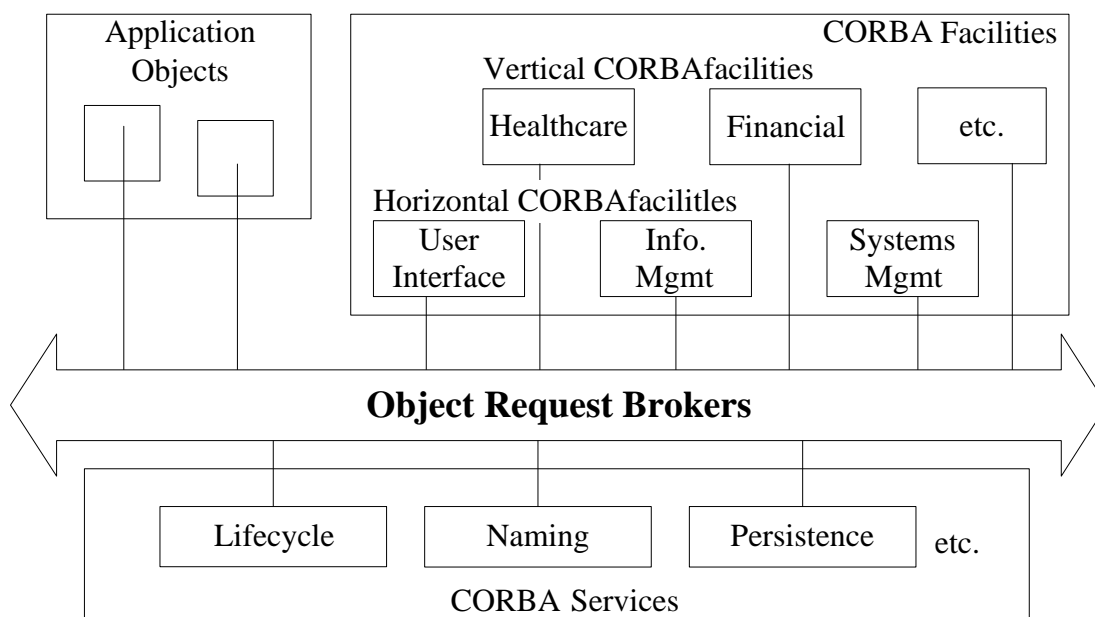 Application
Objects
CORBA Facilities
Vertical CORBAfacilities
Healthcare
Financial
etc.
Horizontal CORBAfacilitles
User
Interface
Info.
Mgmt
Systems
Mgmt
Object Request Brokers
Lifecycle
Naming
Persistence
etc.
CORBA Services